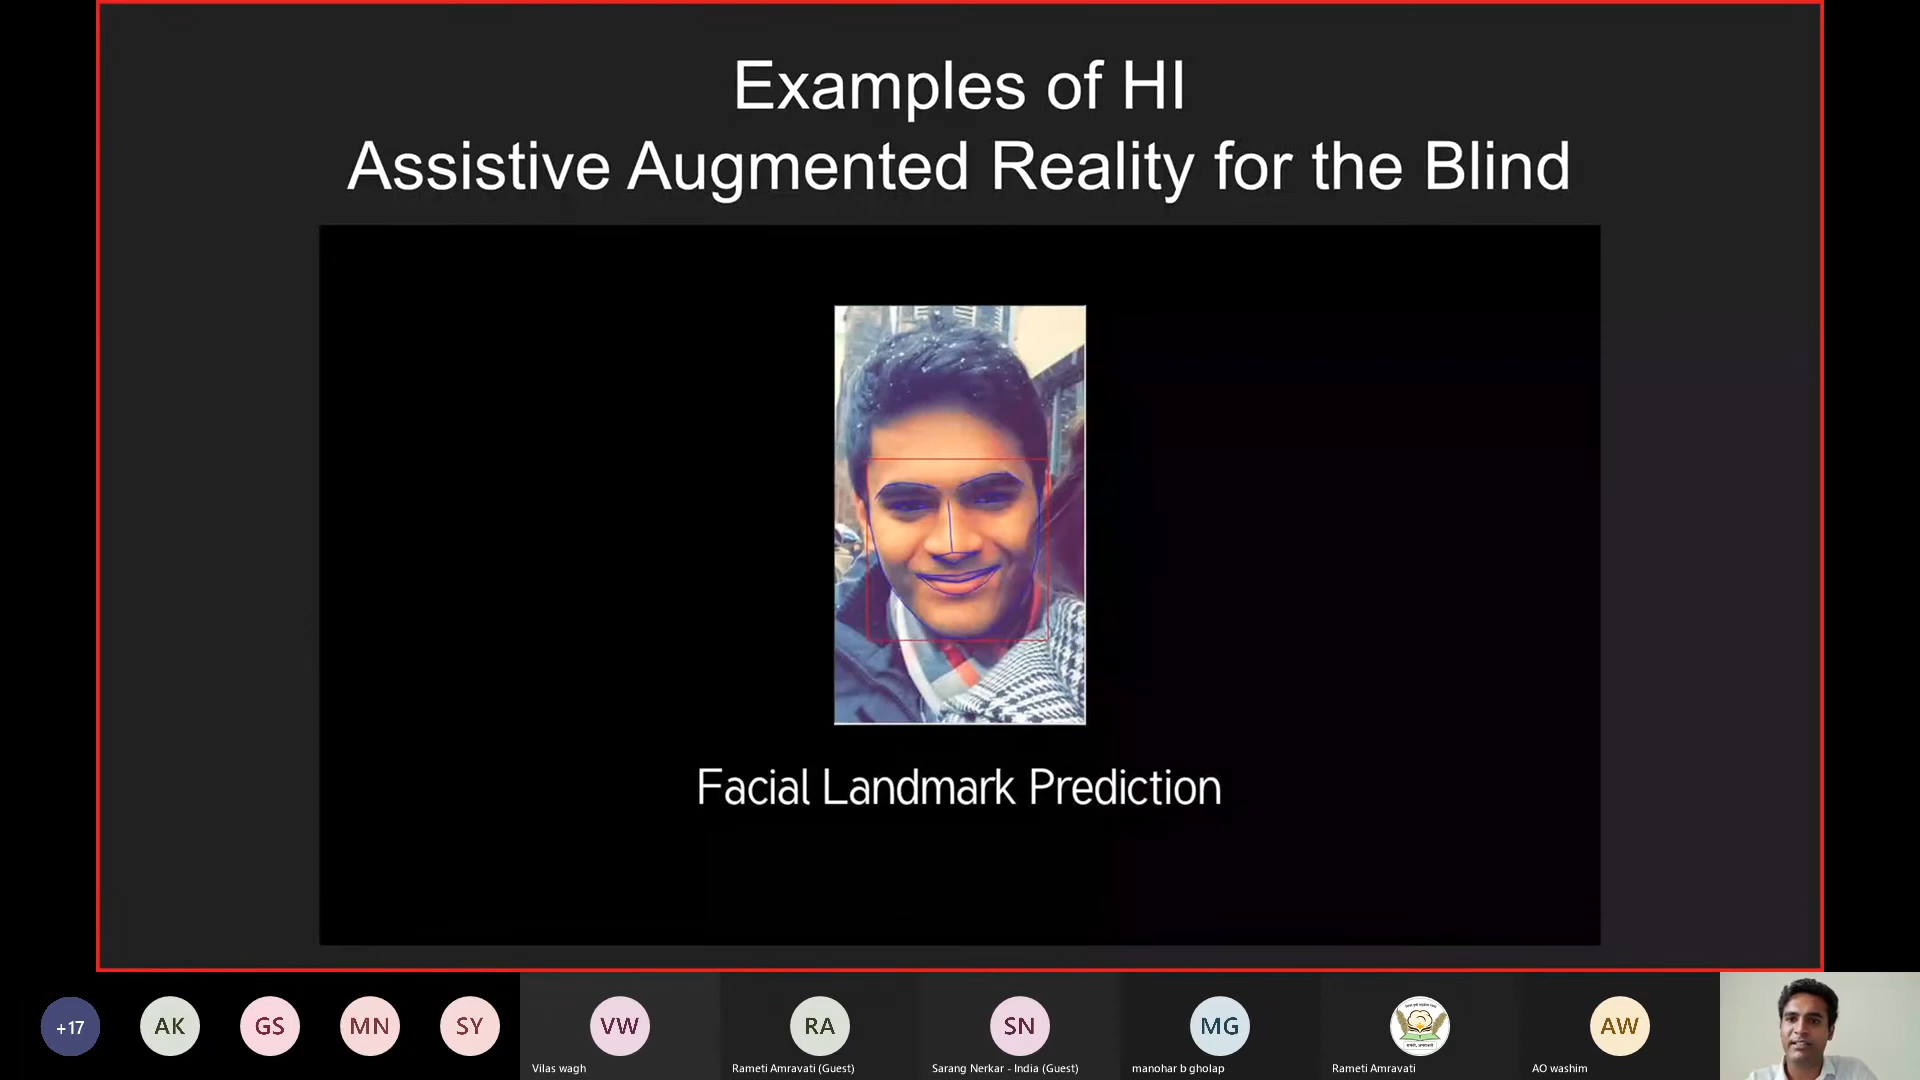 Examples of HI
Assistive Augmented Reality for the Blind
Facial Landmark Prediction
+17
AK
GS
MN
SY
VW
RA
SN
MG
AW
Vilas wagh
Rameti Amravati (Guest)
Sarang Nerkar - India (Guest)
manohar b gholap
Rameti Amravati
AO washim